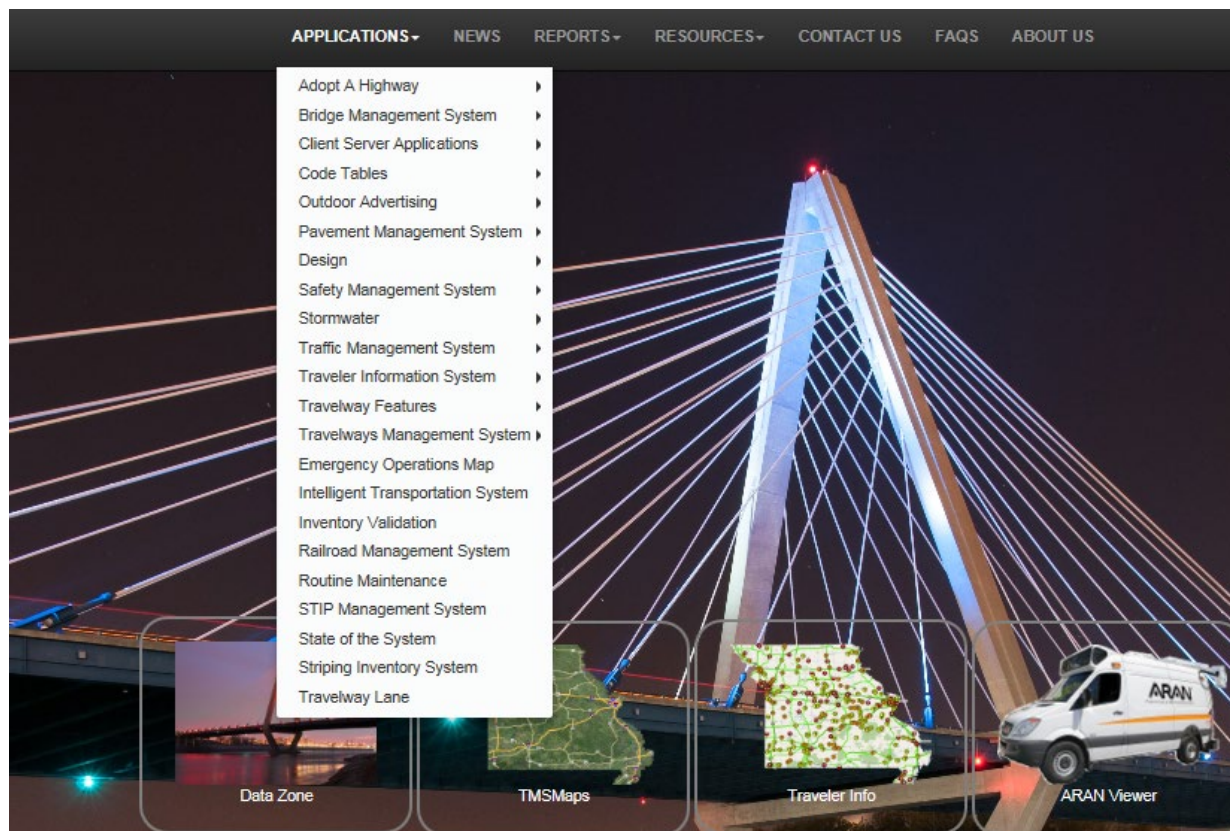 APPLICATIONS NEWS REPORTS RESOURCES CONTACT US FAQS ABOUT US
Adopt A Highway
Bridge Management System
Client Server Applications
Code Tables
Outdoor Advertising
Pavement Management System
Design
Safety Management System
Stormwater
Traffic Management System
Traveler Information System
Travelway Features
Travelways Management System
Emergency Operations Map
Intelligent Transportation System
Inventory Validation
Railroad Management System
Routine Maintenance
STIP Management System
State of the System
Striping Inventory System
Travelway Lane
ARAN
Data Zone TMSMaps Traveler Info ARAN Viewer